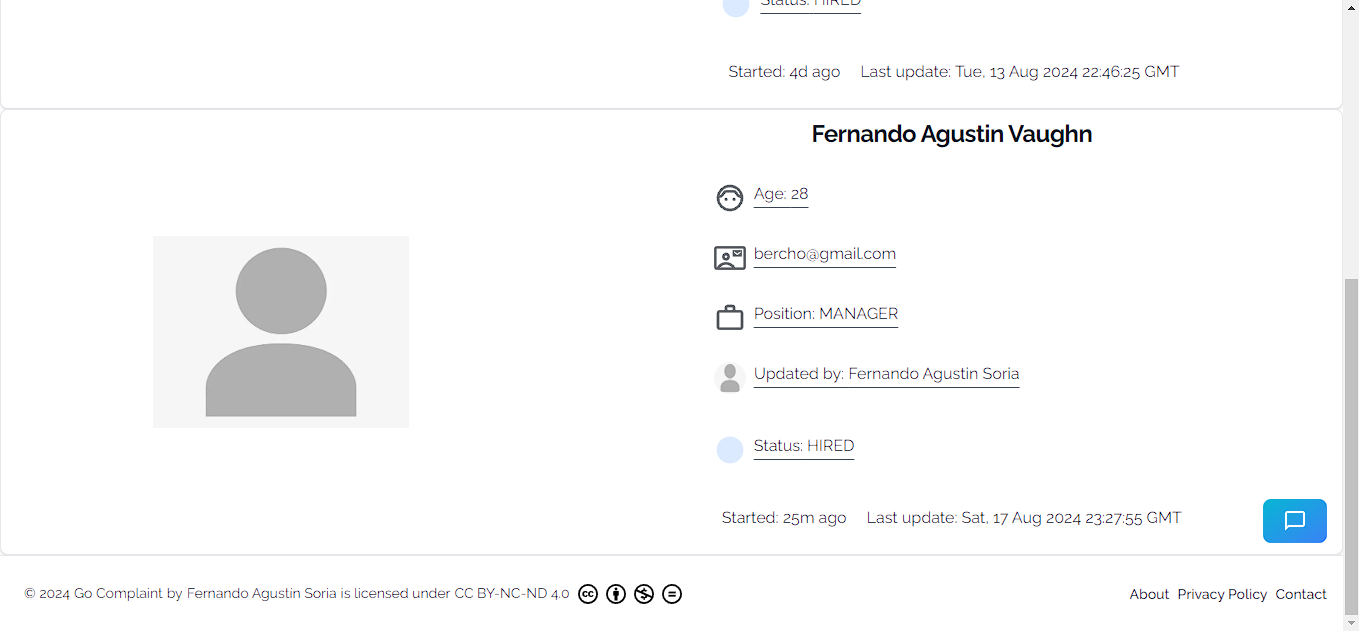 Status: HIRED
Started: 4d ago Last update: Tue, 13 Aug 2024 22:46:25 GMT
Fernando Agustin Vaughn
Age: 28
bercho@gmail.com
Position: MANAGER
Updated by: Fernando Agustin Soria
Status: HIRED
Started: 25m ago Last update: Sat, 17 Aug 2024 23:27:55 GMT
© 2024 Go Complaint by Fernando Agustin Soria is licensed under CC BY-NC-ND 4.0 cc About Privacy Policy Contact